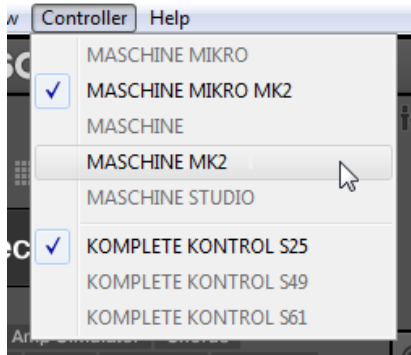 w Controller Help
MASCHINE MIKRO
MASCHINE MIKRO MK2
MASCHINE
MASCHINE MK2
MASCHINE STUDIO
KOMPLETE KONTROL S25
KOMPLETE KONTROL S49
KOMPLETE KONTROL S61